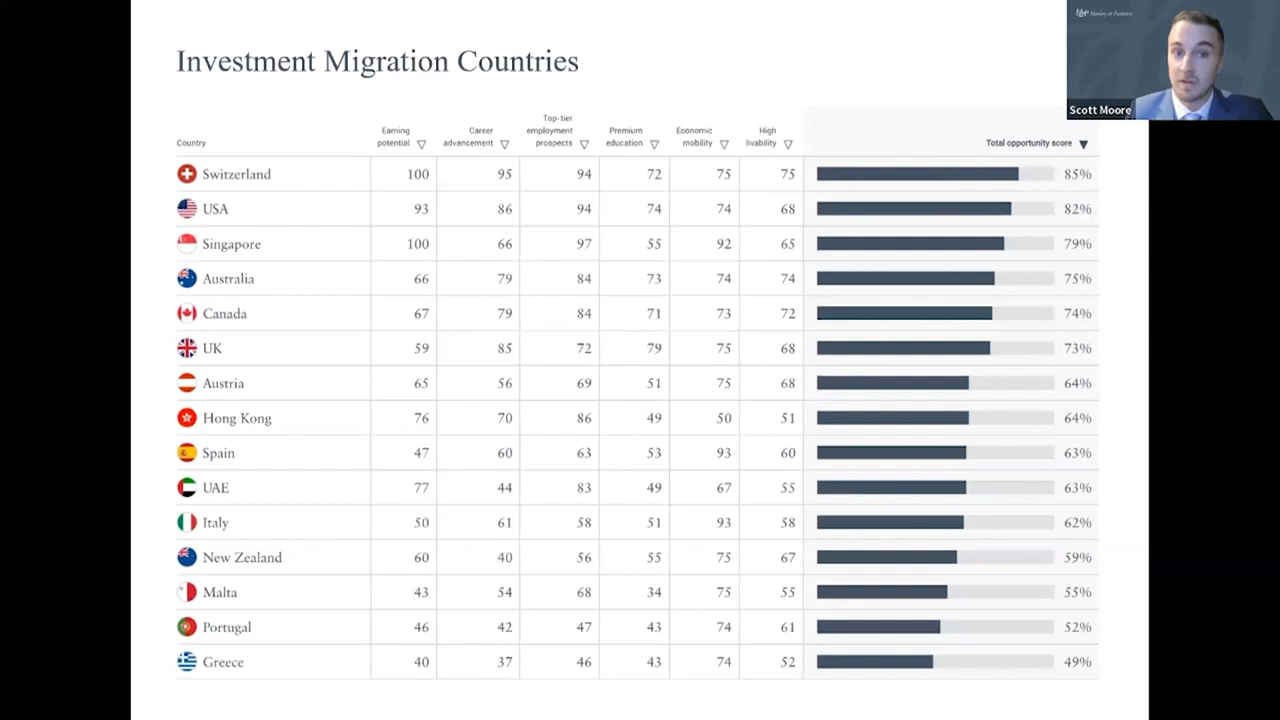 Henley & Partners
Scott Moore
Investment Migration Countries
Country Earning potential Career advancement Top-tier employment prospects Premium education Economic mobility High livability Total opportunity score
Switzerland 100 95 94 72 75 75 85%
USA 93 86 94 74 74 68 82%
Singapore 100 66 97 55 92 65 79%
Australia 66 79 84 73 74 74 75%
Canada 67 79 84 71 73 72 74%
UK 59 85 72 79 75 68 73%
Austria 65 56 69 51 75 68 64%
Hong Kong 76 70 86 49 50 51 64%
Spain 47 60 63 53 93 60 63%
UAE 77 44 83 49 67 55 63%
Italy 50 61 58 51 93 58 62%
New Zealand 60 40 56 55 75 67 59%
Malta 43 54 68 34 75 55 55%
Portugal 46 42 47 43 74 61 52%
Greece 40 37 46 43 74 52 49%